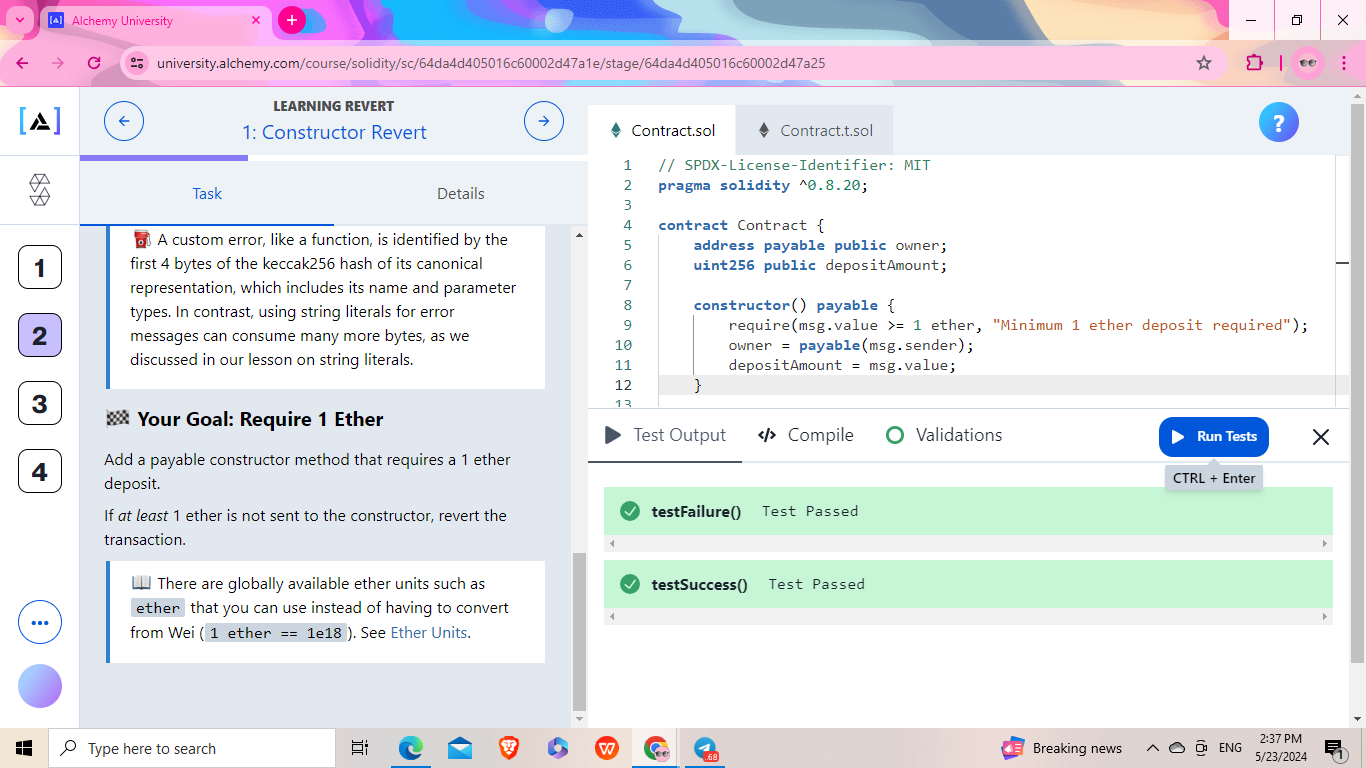 Alchemy University
university.alchemy.com/course/solidity/sc/64da4d405016c60002d47a1e/stage/64da4d405016c60002d47a25
LEARNING REVERT
1: Constructor Revert
Task
Details
1
2
3
4
A custom error, like a function, is identified by the
first 4 bytes of the keccak256 hash of its canonical
representation, which includes its name and parameter
types. In contrast, using string literals for error
messages can consume many more bytes, as we
discussed in our lesson on string literals.
Your Goal: Require 1 Ether
Add a payable constructor method that requires a 1 ether
deposit.
If at least 1 ether is not sent to the constructor, revert the
transaction.
There are globally available ether units such as
ether that you can use instead of having to convert
from Wei ( 1 ether == 1e18 ). See Ether Units.
Contract.sol
Contract.t.sol
?
1 // SPDX-License-Identifier: MIT
2 pragma solidity ^0.8.20;
3
4 contract Contract {
5 address payable public owner;
6 uint256 public depositAmount;
7
8 constructor() payable {
9 require(msg.value >= 1 ether, "Minimum 1 ether deposit required");
10 owner = payable(msg.sender);
11 depositAmount = msg.value;
12 }
13
Test Output
Compile
Validations
Run Tests
CTRL + Enter
testFailure() Test Passed
testSuccess() Test Passed
Type here to search
.68
Breaking news
ENG
2:37 PM
5/23/2024
1